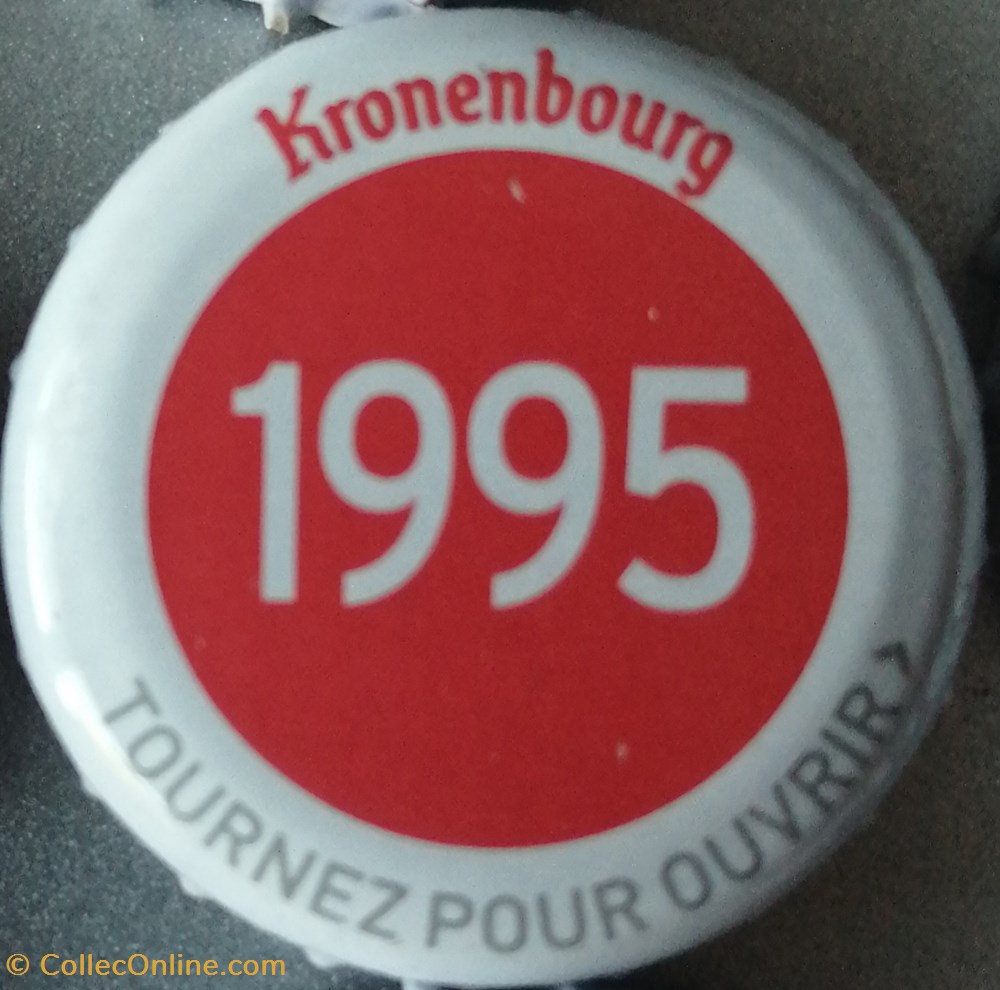 Kronenbourg
1995
TOURNEZ POUR OUVRIR >
© CollecOnline.com